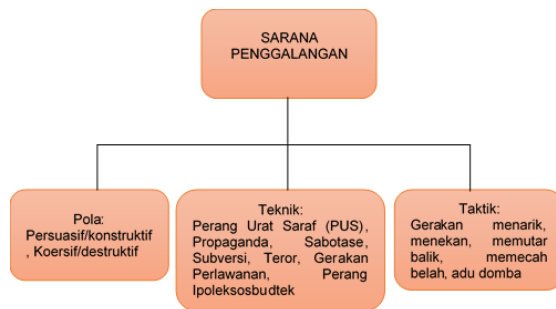 SARANA
PENGGALANGAN
Pola:
Persuasif/konstruktif
, Koersif/destruktif
Teknik:
Perang Urat Saraf (PUS),
Propaganda, Sabotase,
Subversi, Teror, Gerakan
Perlawanan, Perang
Ipoleksosbudtek
Taktik:
Gerakan menarik,
menekan, memutar
balik, memecah
belah, adu domba